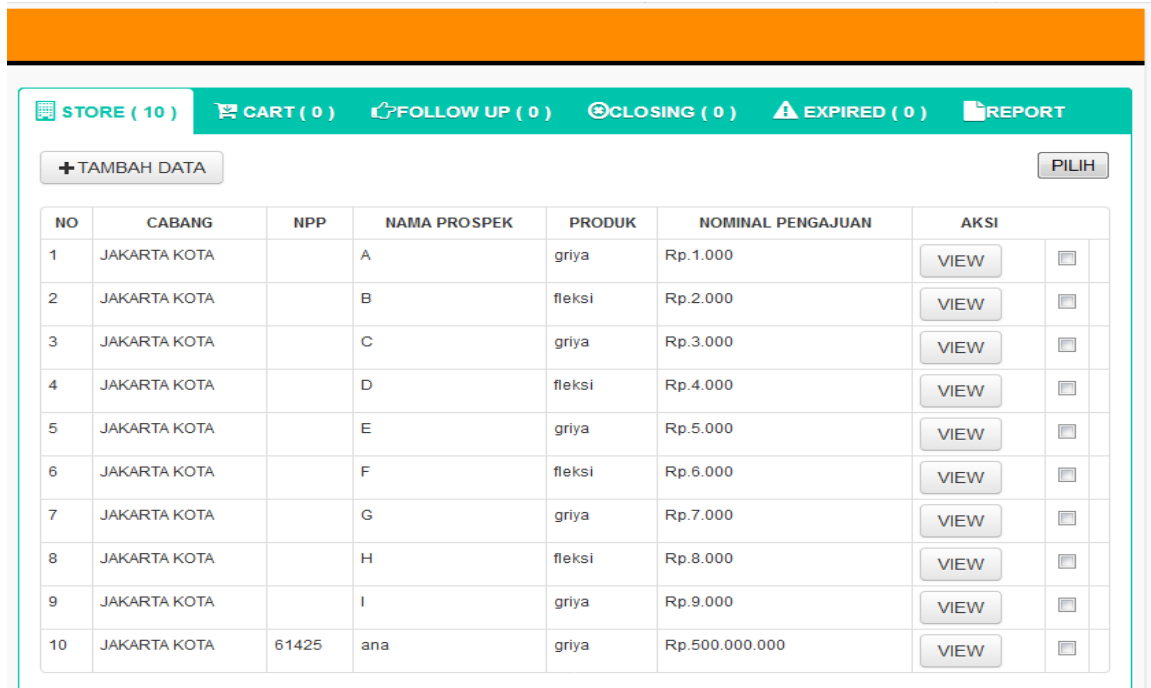 STORE ( 10 ) CART ( 0 ) FOLLOW UP ( 0 ) CLOSING ( 0 ) EXPIRED ( 0 ) REPORT
TAMBAH DATA PILIH
NO CABANG NPP NAMA PROSPEK PRODUK NOMINAL PENGAJUAN AKSI
1 JAKARTA KOTA A griya Rp.1.000 VIEW
2 JAKARTA KOTA B fleksi Rp.2.000 VIEW
3 JAKARTA KOTA C griya Rp.3.000 VIEW
4 JAKARTA KOTA D fleksi Rp.4.000 VIEW
5 JAKARTA KOTA E griya Rp.5.000 VIEW
6 JAKARTA KOTA F fleksi Rp.6.000 VIEW
7 JAKARTA KOTA G griya Rp.7.000 VIEW
8 JAKARTA KOTA H fleksi Rp.8.000 VIEW
9 JAKARTA KOTA I griya Rp.9.000 VIEW
10 JAKARTA KOTA 61425 ana griya Rp.500.000.000 VIEW